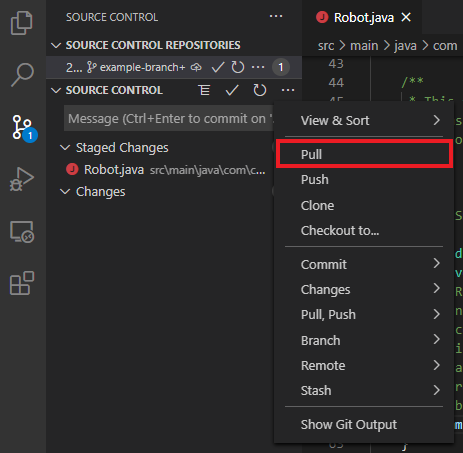 SOURCE CONTROL
SOURCE CONTROL REPOSITORIES
2... example-branch+ 1
SOURCE CONTROL
Message (Ctrl+Enter to commit on '
Staged Changes
Robot.java src\main\java\com\c...
Changes
1
Robot.java
src > main > java > com
43
44 /**
45 * This
View & Sort
Pull
Push
Clone
Checkout to...
Commit
Changes
Pull, Push
Branch
Remote
Stash
Show Git Output
63 }